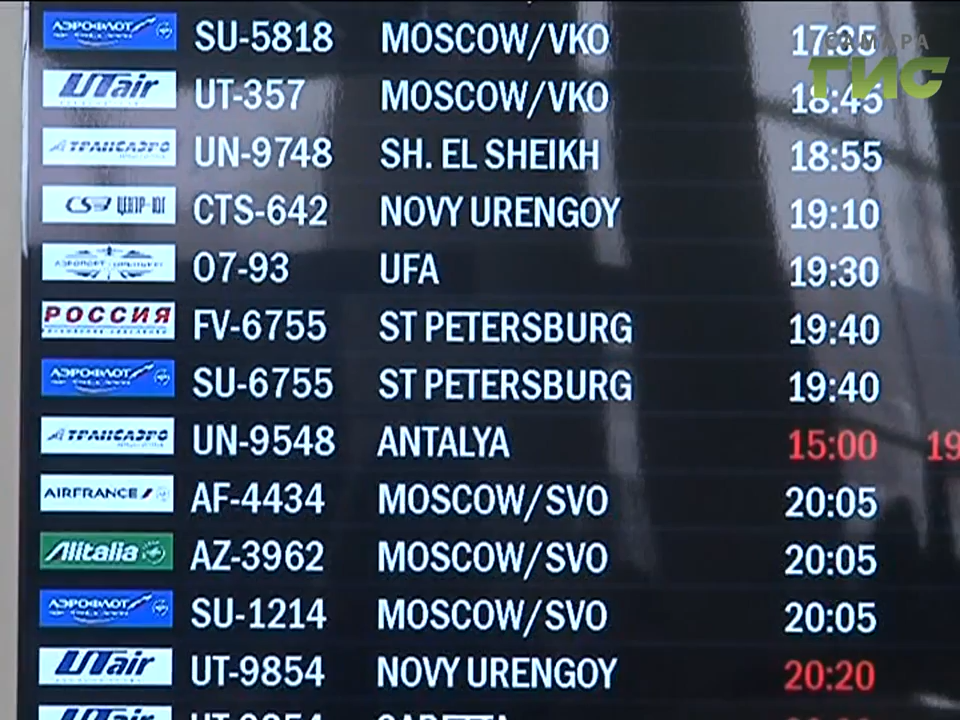 АЭРОФЛОТ SU-5818 MOSCOW/VKO 17:35
САМАРА
ГИС
UTair UT-357 MOSCOW/VKO 18:45
ТРАНСАЭРО UN-9748 SH. EL SHEIKH 18:55
ЦЕНТР-ЮГ CTS-642 NOVY URENGOY 19:10
O7-93 UFA 19:30
РОССИЯ FV-6755 ST PETERSBURG 19:40
АЭРОФЛОТ SU-6755 ST PETERSBURG 19:40
ТРАНСАЭРО UN-9548 ANTALYA 15:00 19
AIRFRANCE AF-4434 MOSCOW/SVO 20:05
Alitalia AZ-3962 MOSCOW/SVO 20:05
АЭРОФЛОТ SU-1214 MOSCOW/SVO 20:05
UTair UT-9854 NOVY URENGOY 20:20